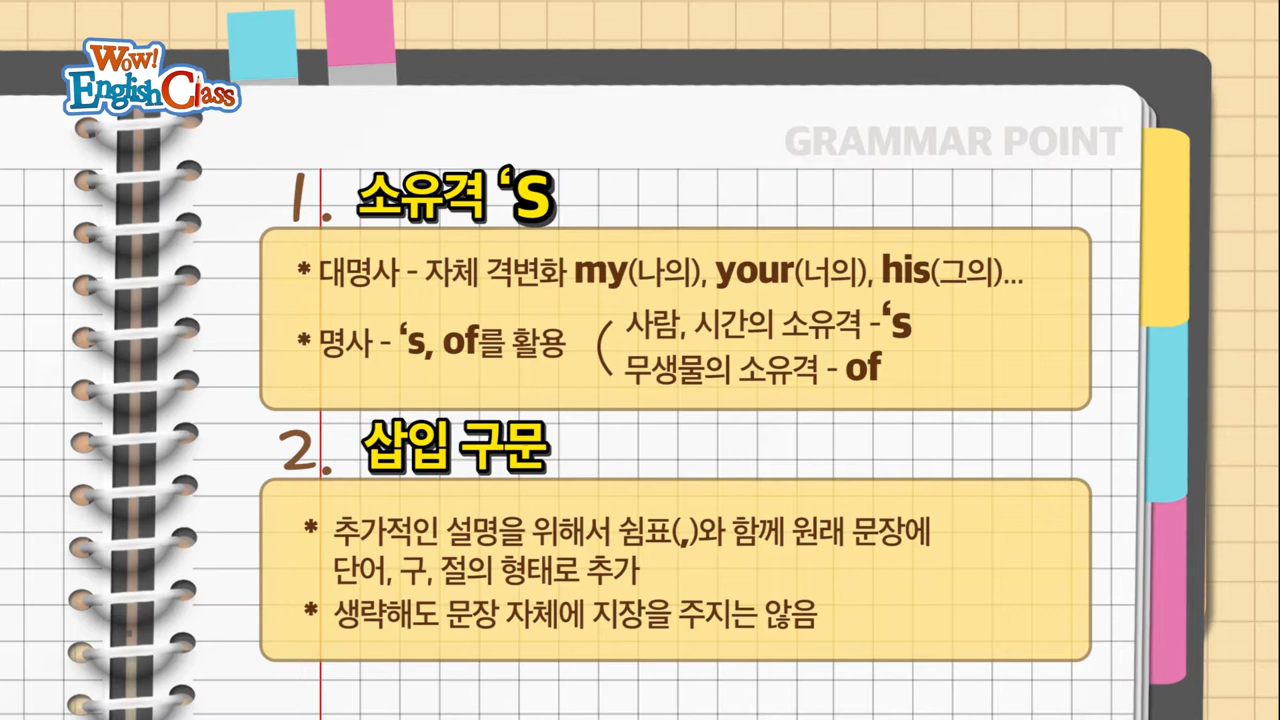 Wow!
English Class
GRAMMAR POINT
1. 소유격 ‘s
* 대명사 - 자체 격변화 my(나의), your(너의), his(그의)...
* 명사 - ‘s, of를 활용
사람, 시간의 소유격 -‘s
무생물의 소유격 - of
2. 삽입 구문
* 추가적인 설명을 위해서 쉼표(,)와 함께 원래 문장에
단어, 구, 절의 형태로 추가
* 생략해도 문장 자체에 지장을 주지는 않음